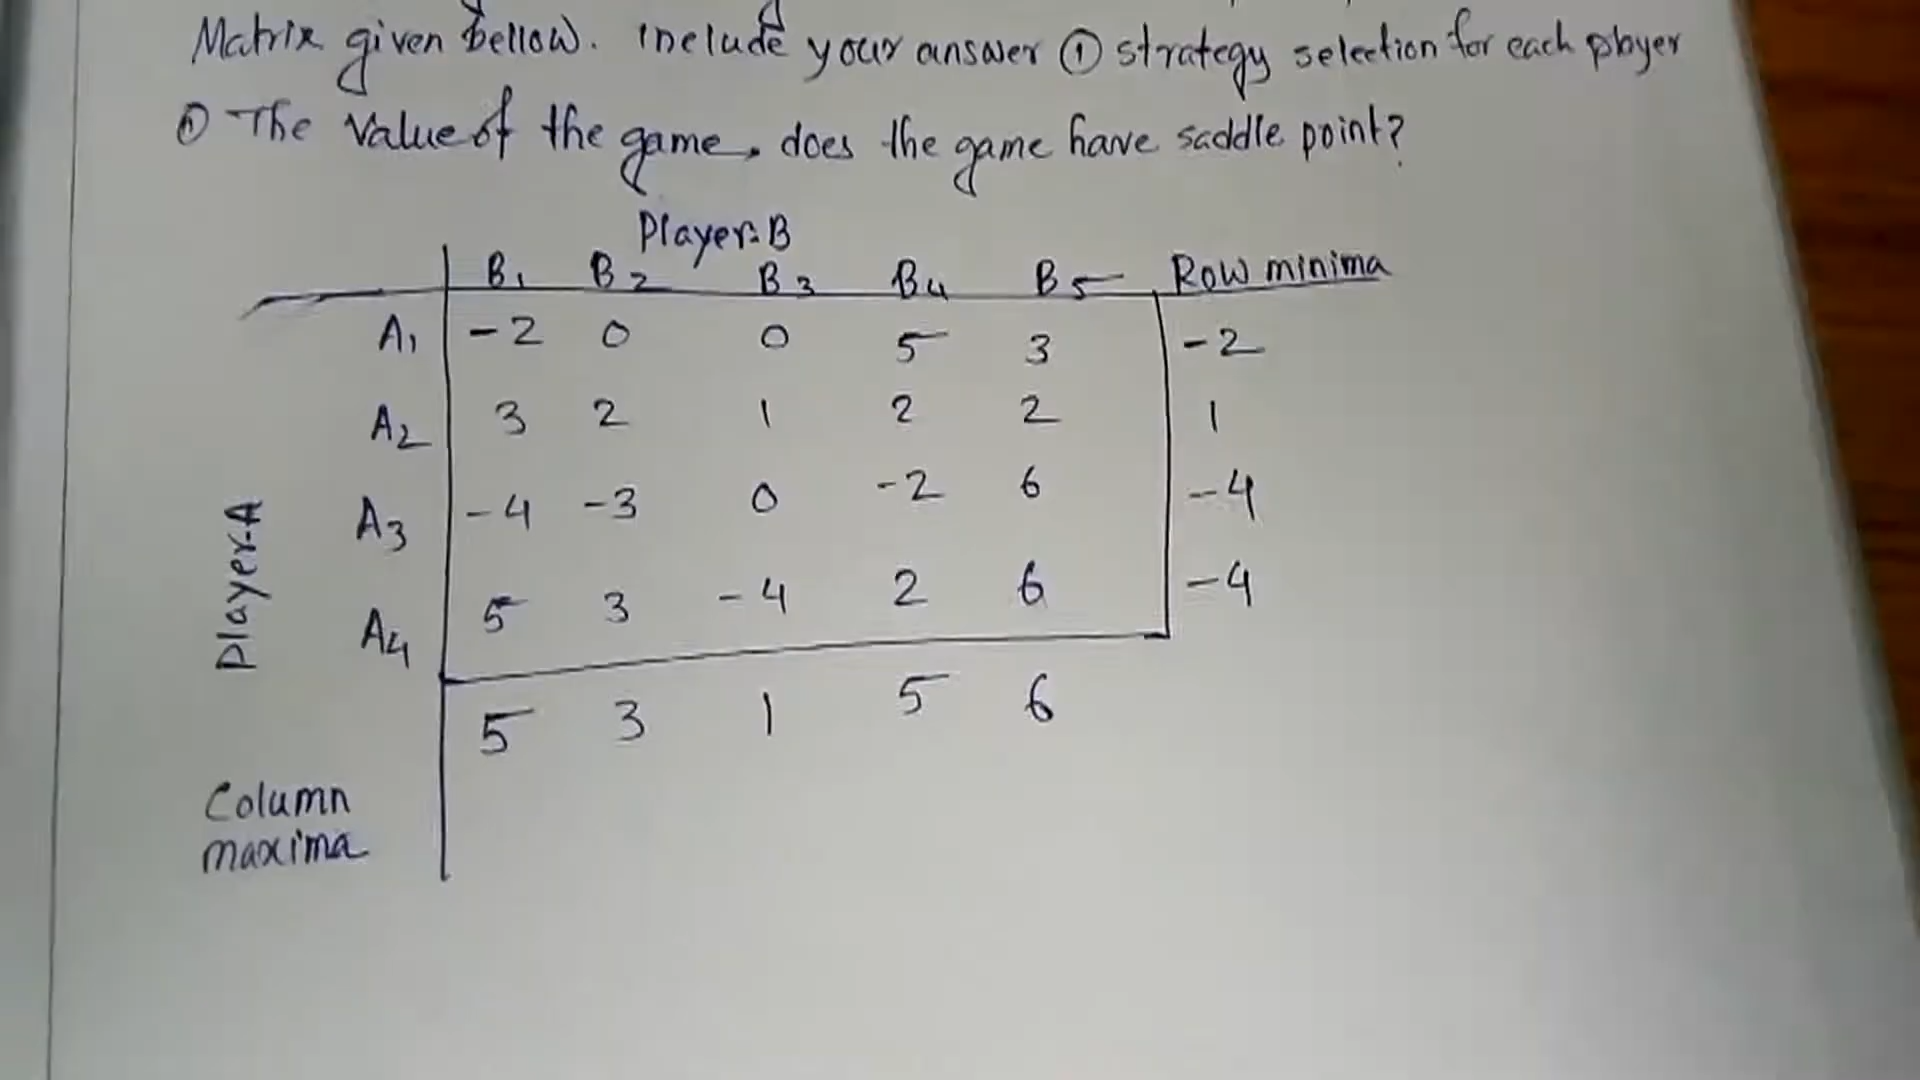 Matrix given bellow. Include your answer ① strategy selection for each player
① The Value of the game. does the game have saddle point?
Player-B
B1 B2 B3 B4 B5 Row minima
A1 -2 0 0 5 3 -2
A2 3 2 1 2 2 1
A3 -4 -3 0 -2 6 -4
A4 5 3 -4 2 6 -4
Player-A
5 3 1 5 6
Column
maxima